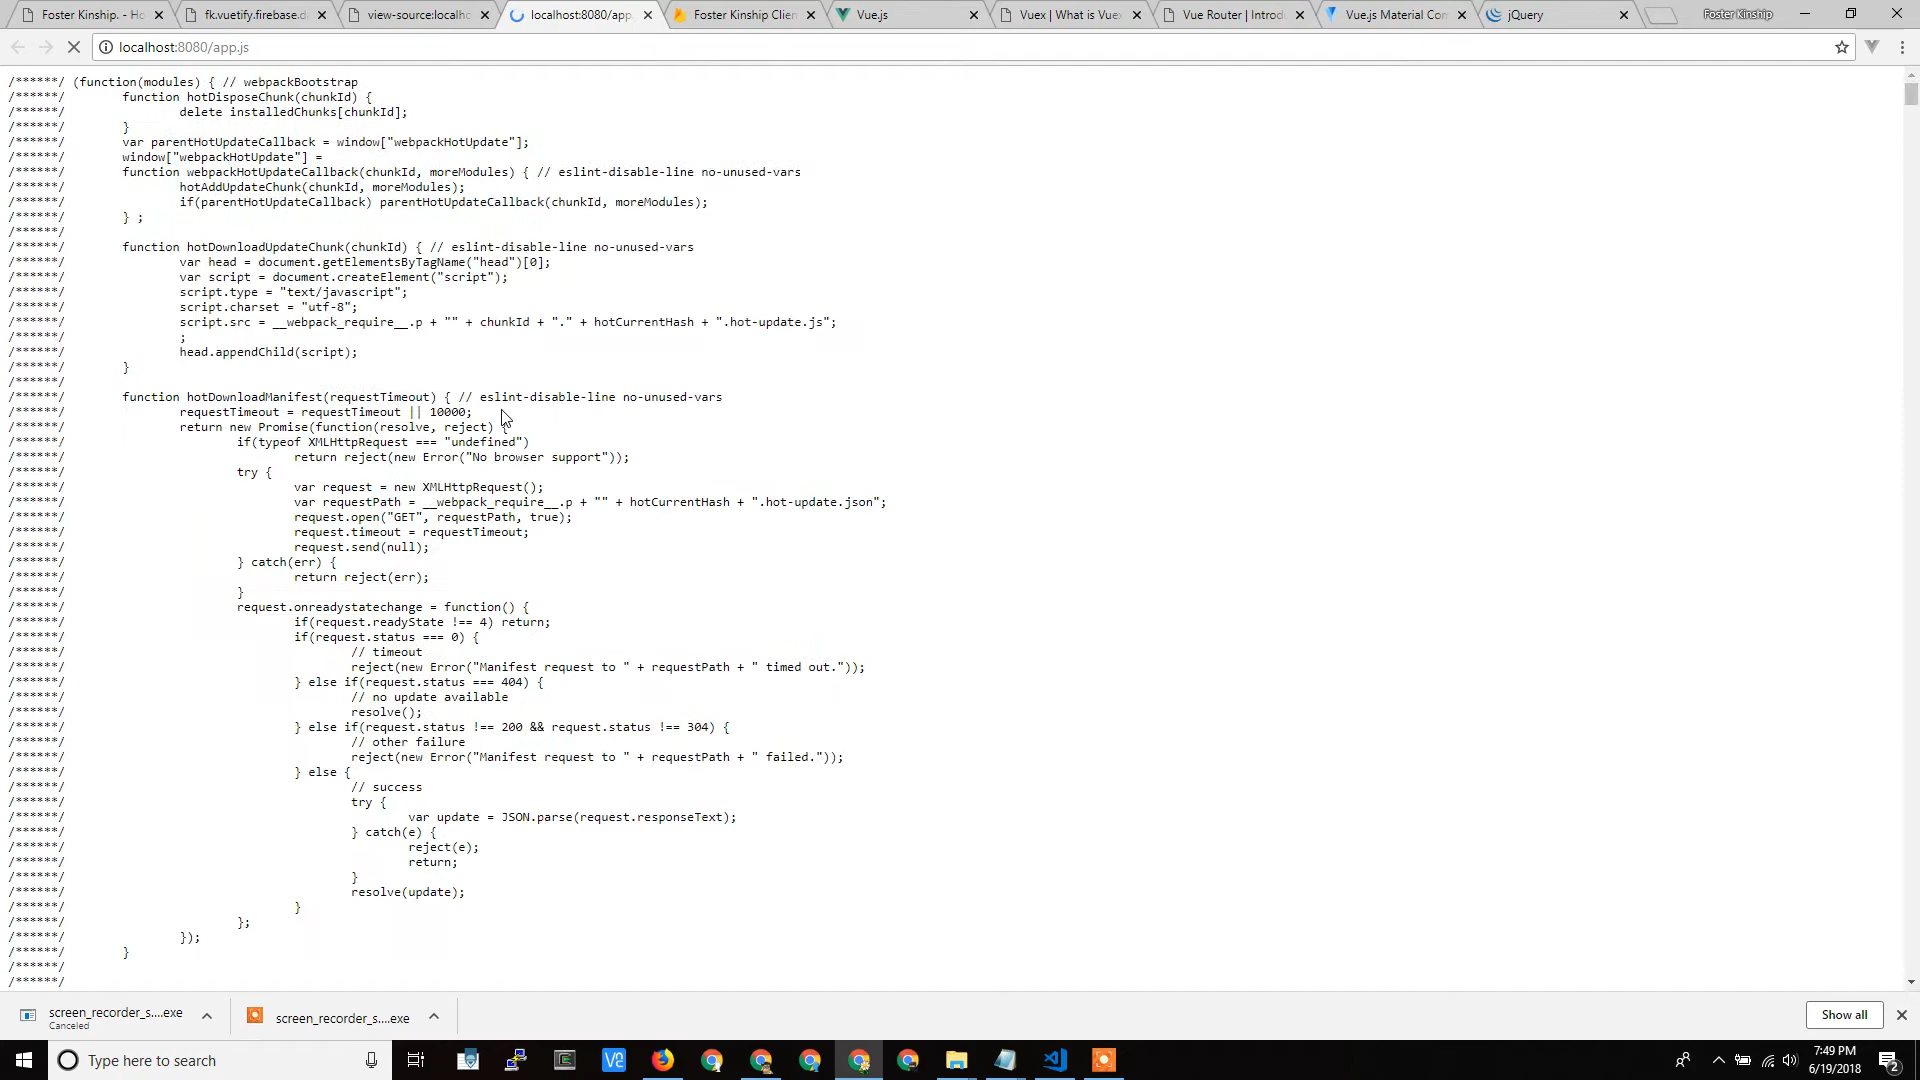 Foster Kinship. - Ho
fk.vuetify.firebase.da
view-source:localho
localhost:8080/app.
Foster Kinship Clien
Vue.js
Vuex | What is Vuex
Vue Router | Introdu
Vue.js Material Con
jQuery
Foster Kinship
localhost:8080/app.js
/******/ (function(modules) { // webpackBootstrap
/******/ 	function hotDisposeChunk(chunkId) {
/******/ 		delete installedChunks[chunkId];
/******/ 	}
/******/ 	var parentHotUpdateCallback = window["webpackHotUpdate"];
/******/ 	window["webpackHotUpdate"] =
/******/ 	function webpackHotUpdateCallback(chunkId, moreModules) { // eslint-disable-line no-unused-vars
/******/ 		hotAddUpdateChunk(chunkId, moreModules);
/******/ 		if(parentHotUpdateCallback) parentHotUpdateCallback(chunkId, moreModules);
/******/ 	} ;
/******/
/******/ 	function hotDownloadUpdateChunk(chunkId) { // eslint-disable-line no-unused-vars
/******/ 		var head = document.getElementsByTagName("head")[0];
/******/ 		var script = document.createElement("script");
/******/ 		script.type = "text/javascript";
/******/ 		script.charset = "utf-8";
/******/ 		script.src = __webpack_require__.p + "" + chunkId + "." + hotCurrentHash + ".hot-update.js";
/******/ 		;
/******/ 		head.appendChild(script);
/******/ 	}
/******/
/******/ 	function hotDownloadManifest(requestTimeout) { // eslint-disable-line no-unused-vars
/******/ 		requestTimeout = requestTimeout || 10000;
/******/ 		return new Promise(function(resolve, reject) {
/******/ 			if(typeof XMLHttpRequest === "undefined")
/******/ 				return reject(new Error("No browser support"));
/******/ 			try {
/******/ 				var request = new XMLHttpRequest();
/******/ 				var requestPath = __webpack_require__.p + "" + hotCurrentHash + ".hot-update.json";
/******/ 				request.open("GET", requestPath, true);
/******/ 				request.timeout = requestTimeout;
/******/ 				request.send(null);
/******/ 			} catch(err) {
/******/ 				return reject(err);
/******/ 			}
/******/ 			request.onreadystatechange = function() {
/******/ 				if(request.readyState !== 4) return;
/******/ 				if(request.status === 0) {
/******/ 					// timeout
/******/ 					reject(new Error("Manifest request to " + requestPath + " timed out."));
/******/ 				} else if(request.status === 404) {
/******/ 					// no update available
/******/ 					resolve();
/******/ 				} else if(request.status !== 200 && request.status !== 304) {
/******/ 					// other failure
/******/ 					reject(new Error("Manifest request to " + requestPath + " failed."));
/******/ 				} else {
/******/ 					// success
/******/ 					try {
/******/ 						var update = JSON.parse(request.responseText);
/******/ 					} catch(e) {
/******/ 						reject(e);
/******/ 						return;
/******/ 					}
/******/ 					resolve(update);
/******/ 				}
/******/ 			};
/******/ 		});
/******/ 	}
/******/
/******/
screen_recorder_s....exe
Canceled
screen_recorder_s....exe
Show all
Type here to search
7:49 PM
6/19/2018
2